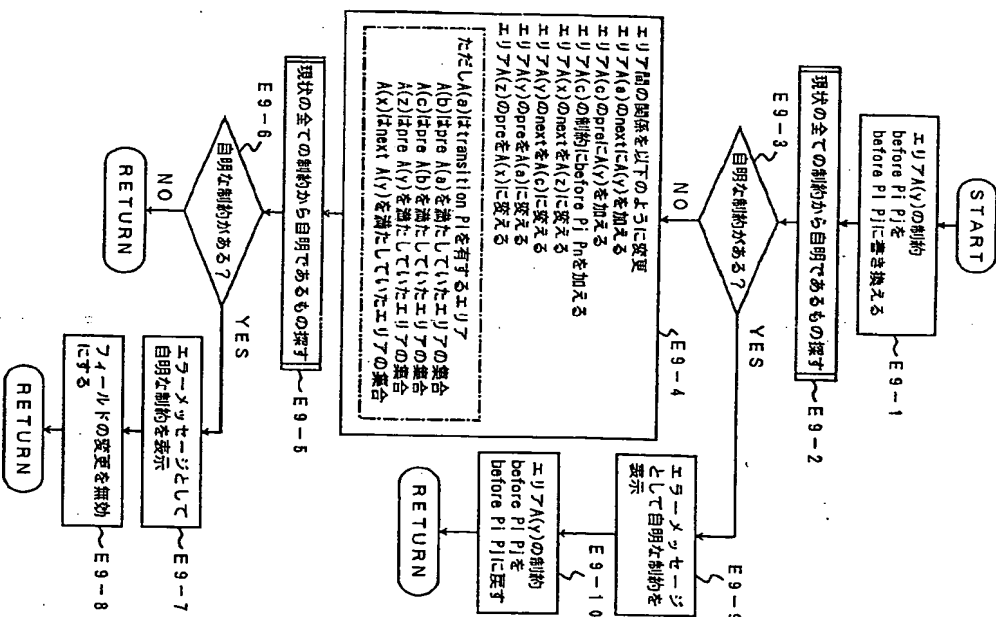 START
エリアA(y)の制約
before Pi Pjを
before Pl Pjに書き換える
E9-1
現状の全ての制約から自明であるもの探す
E9-2
E9-3
自明な制約がある?
NO
YES
エリア間の関係を以下のように変更
エリアA(a)のnextにA(y)を加える
エリアA(c)のpreにA(y)を加える
エリアA(c)の制約にbefore Pj Pnを加える
エリアA(x)のnextをA(z)に変える
エリアA(y)のnextをA(c)に変える
エリアA(y)のpreをA(a)に変える
エリアA(z)のpreをA(x)に変える
ただしA(a)はtransition Plを有するエリア
A(b)はpre A(a)を満たしていたエリアの集合
A(c)はpre A(b)を満たしていたエリアの集合
A(z)はpre A(y)を満たしていたエリアの集合
A(x)はnext A(y)を満たしていたエリアの集合
E9-4
現状の全ての制約から自明であるもの探す
E9-5
E9-6
自明な制約がある?
NO
YES
RETURN
エラーメッセージとして
自明な制約を表示
E9-7
フィールドの変更を無効
にする
E9-8
RETURN
エラーメッセージ
として自明な制約を
表示
E9-9
エリアA(y)の制約
before Pl Pjを
before Pi Pjに戻す
E9-10
RETURN